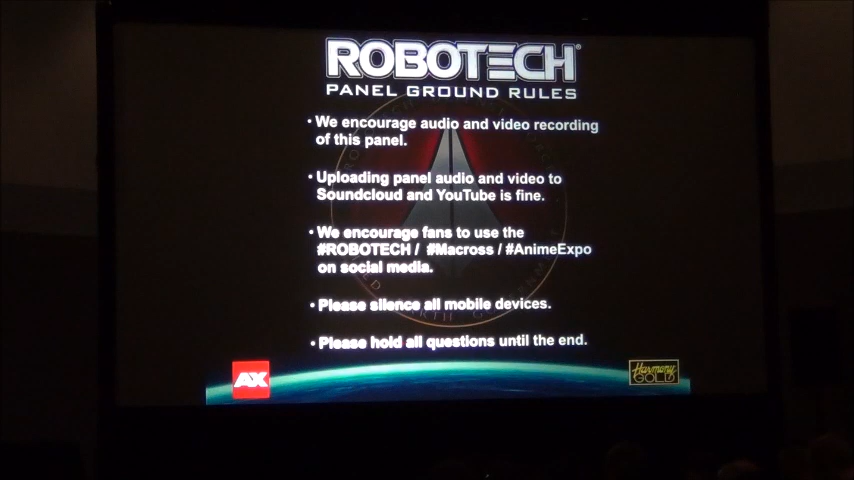 ROBOTECH®
PANEL GROUND RULES
• We encourage audio and video recording
of this panel.
• Uploading panel audio and video to
Soundcloud and YouTube is fine.
• We encourage fans to use the
#ROBOTECH / #Macross / #AnimeExpo
on social media.
• Please silence all mobile devices.
• Please hold all questions until the end.
AX
Harmony
GOLD